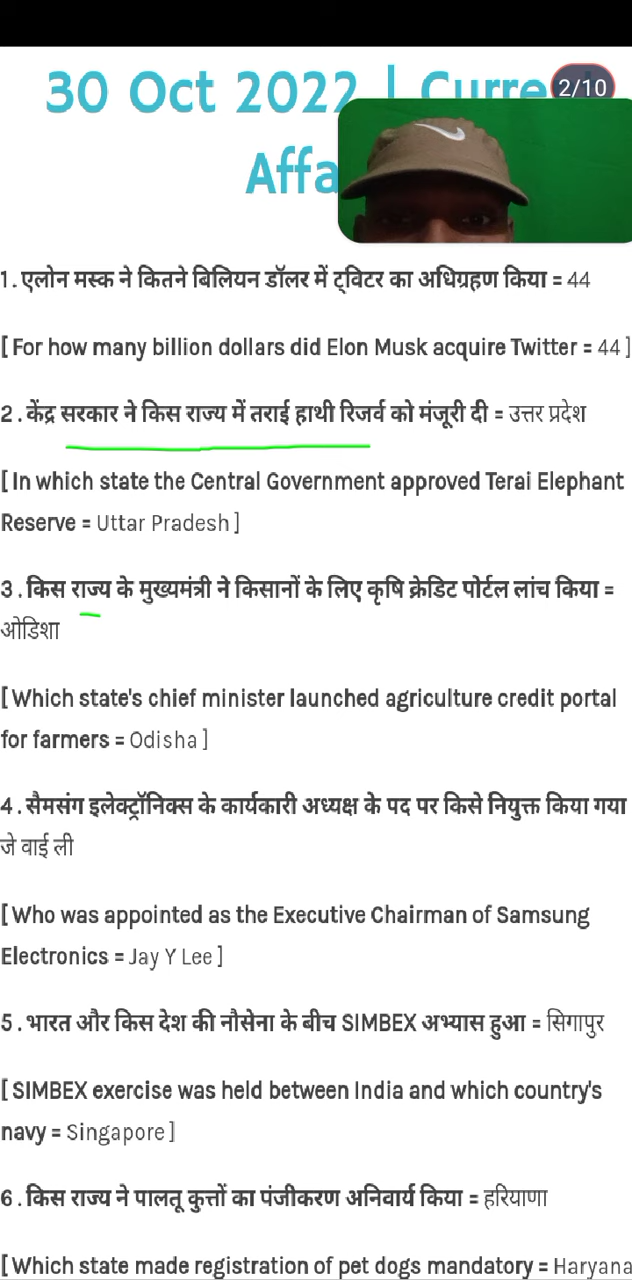 30 Oct 2022 | Curre
2/10
Affa
1. एलोन मस्क ने कितने बिलियन डॉलर में ट्विटर का अधिग्रहण किया = 44
[ For how many billion dollars did Elon Musk acquire Twitter = 44 ]
2. केंद्र सरकार ने किस राज्य में तराई हाथी रिजर्व को मंजूरी दी = उत्तर प्रदेश
[ In which state the Central Government approved Terai Elephant
Reserve = Uttar Pradesh ]
3. किस राज्य के मुख्यमंत्री ने किसानों के लिए कृषि क्रेडिट पोर्टल लांच किया =
ओडिशा
[ Which state's chief minister launched agriculture credit portal
for farmers = Odisha ]
4. सैमसंग इलेक्ट्रॉनिक्स के कार्यकारी अध्यक्ष के पद पर किसे नियुक्त किया गया
जे वाई ली
[ Who was appointed as the Executive Chairman of Samsung
Electronics = Jay Y Lee ]
5. भारत और किस देश की नौसेना के बीच SIMBEX अभ्यास हुआ = सिगापुर
[ SIMBEX exercise was held between India and which country's
navy = Singapore ]
6. किस राज्य ने पालतू कुत्तों का पंजीकरण अनिवार्य किया = हरियाणा
[ Which state made registration of pet dogs mandatory = Haryana